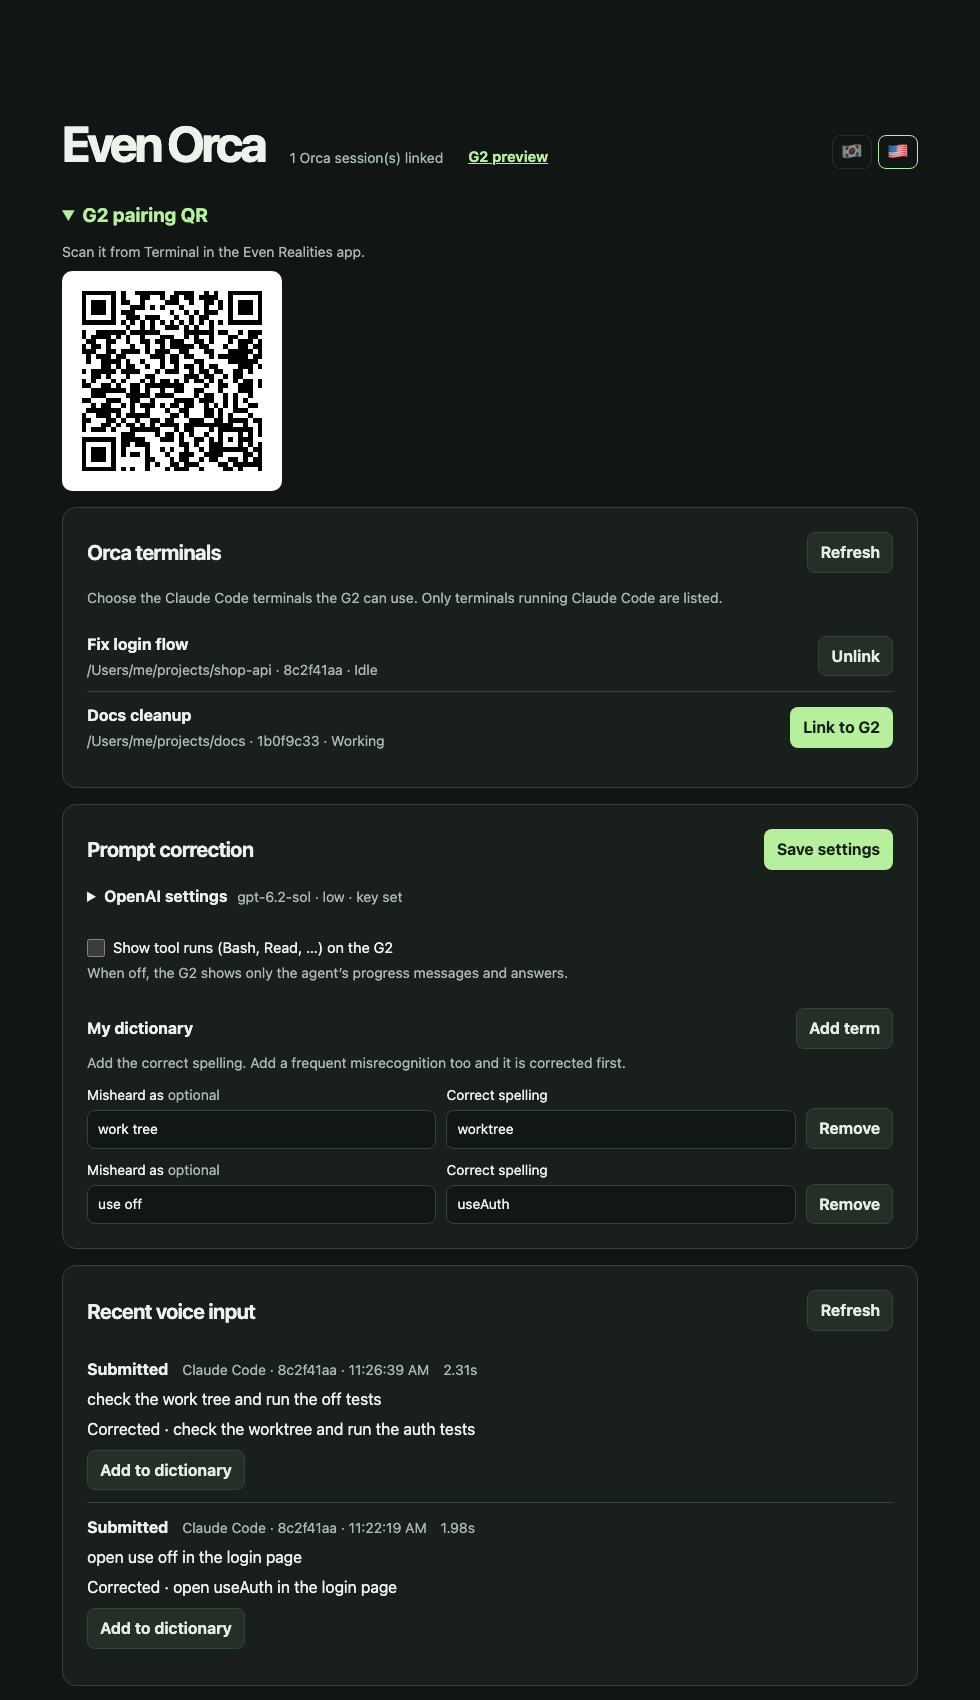 Even Orca
1 Orca session(s) linked
G2 preview
▼ G2 pairing QR
Scan it from Terminal in the Even Realities app.
Orca terminals
Refresh
Choose the Claude Code terminals the G2 can use. Only terminals running Claude Code are listed.
Fix login flow
/Users/me/projects/shop-api · 8c2f41aa · Idle
Unlink
Docs cleanup
/Users/me/projects/docs · 1b0f9c33 · Working
Link to G2
Prompt correction
Save settings
▶ OpenAI settings gpt-6.2-sol · low · key set
Show tool runs (Bash, Read, …) on the G2
When off, the G2 shows only the agent’s progress messages and answers.
My dictionary
Add term
Add the correct spelling. Add a frequent misrecognition too and it is corrected first.
Misheard as optional
Correct spelling
work tree
worktree
Remove
Misheard as optional
Correct spelling
use off
useAuth
Remove
Recent voice input
Refresh
Submitted Claude Code · 8c2f41aa · 11:26:39 AM 2.31s
check the work tree and run the off tests
Corrected · check the worktree and run the auth tests
Add to dictionary
Submitted Claude Code · 8c2f41aa · 11:22:19 AM 1.98s
open use off in the login page
Corrected · open useAuth in the login page
Add to dictionary